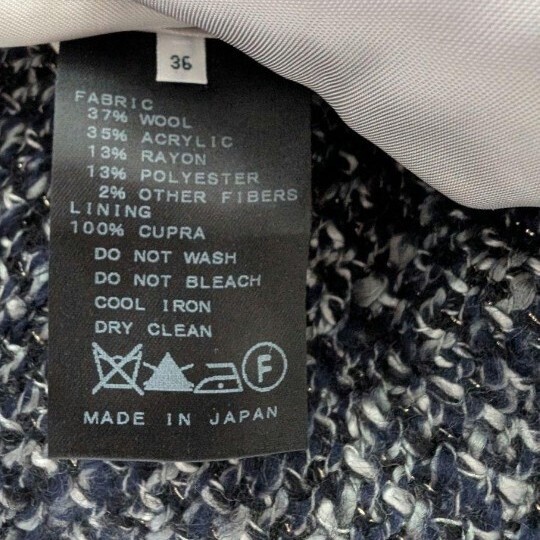 36
FABRIC
37% WOOL
35% ACRYLIC
13% RAYON
13% POLYESTER
2% OTHER FIBERS
LINING
100% CUPRA
DO NOT WASH
DO NOT BLEACH
COOL IRON
DRY CLEAN
F
MADE IN JAPAN